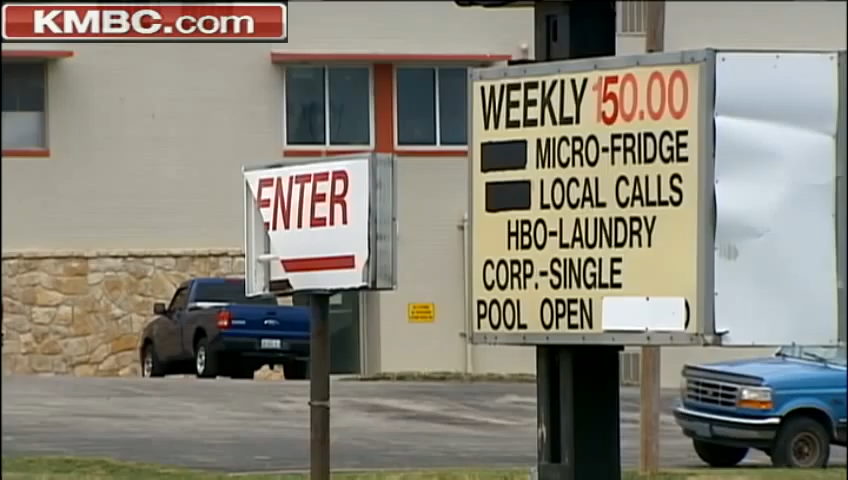 KMBC.com
WEEKLY 150.00
MICRO-FRIDGE
LOCAL CALLS
HBO-LAUNDRY
CORP.-SINGLE
POOL OPEN
ENTER